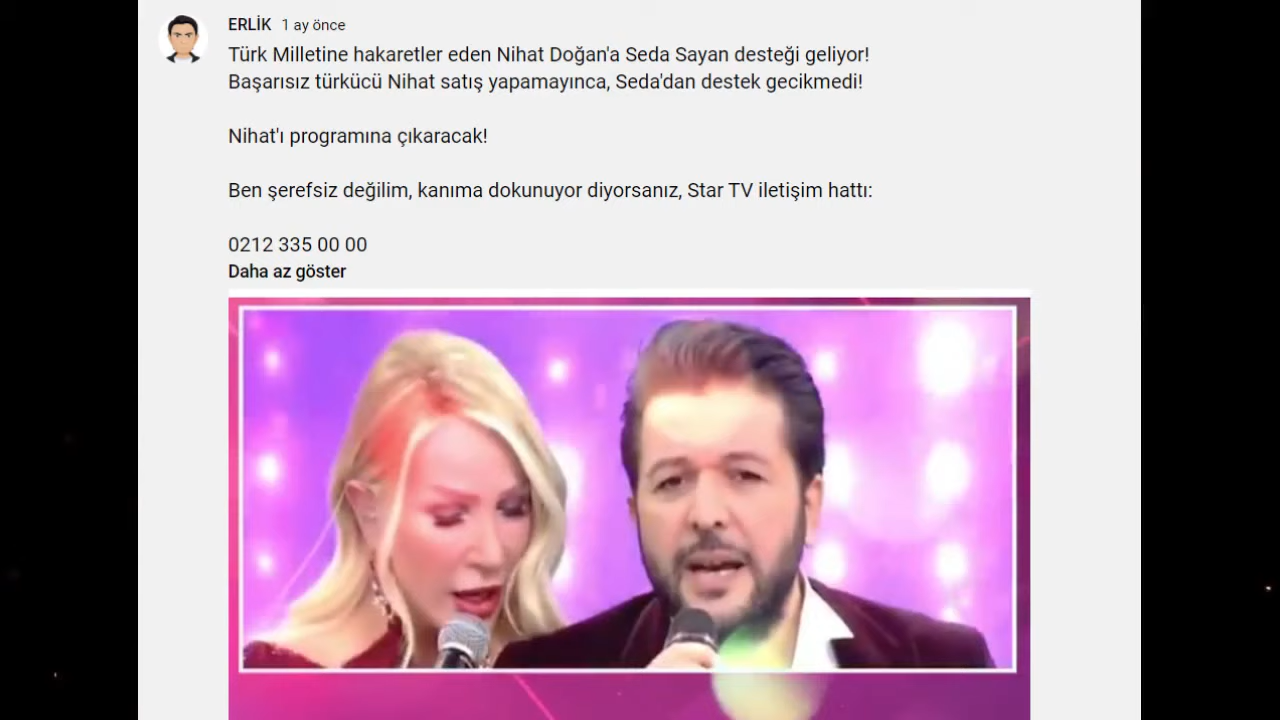 ERLİK 1 ay önce
Türk Milletine hakaretler eden Nihat Doğan'a Seda Sayan desteği geliyor!
Başarısız türkücü Nihat satış yapamayınca, Seda'dan destek gecikmedi!
Nihat'ı programına çıkaracak!
Ben şerefsiz değilim, kanıma dokunuyor diyorsanız, Star TV iletişim hattı:
0212 335 00 00
Daha az göster